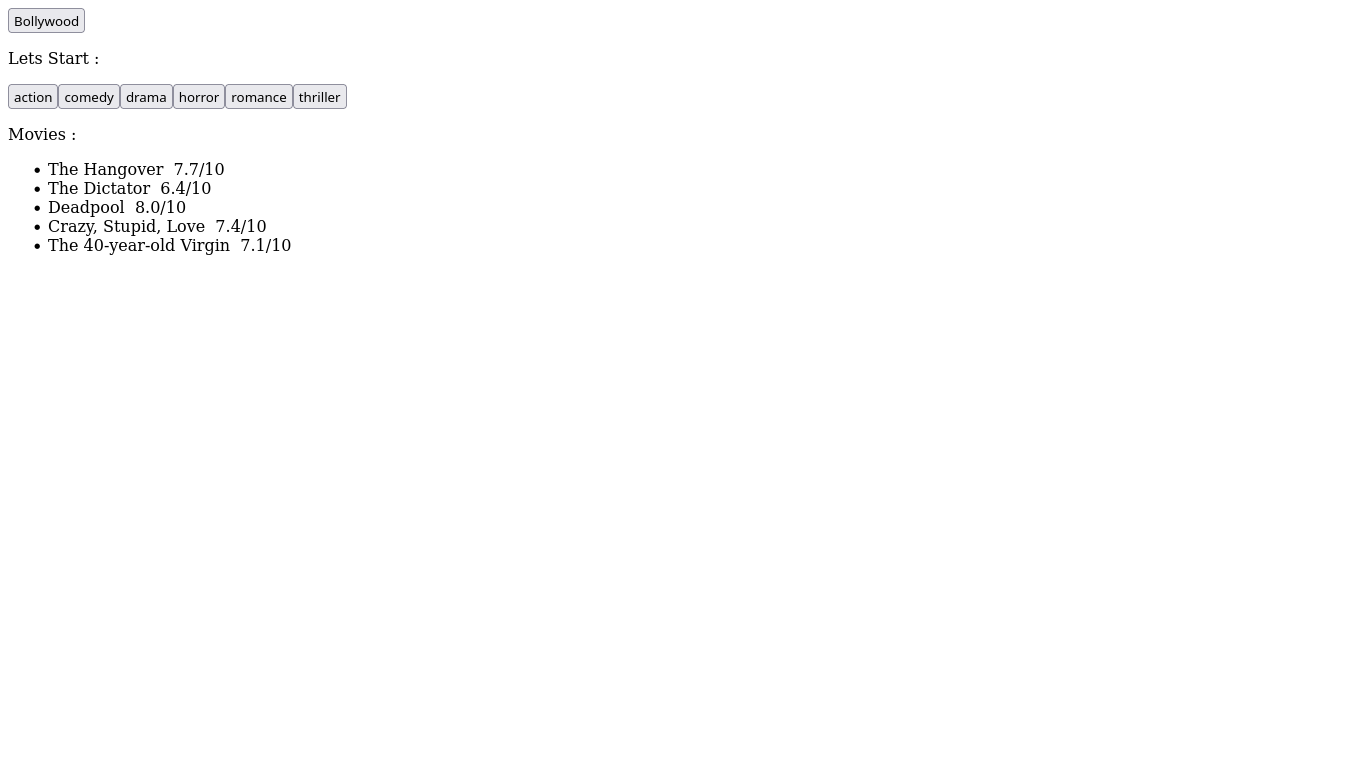 Bollywood
Lets Start :
action comedy drama horror romance thriller
Movies :
• The Hangover 7.7/10
• The Dictator 6.4/10
• Deadpool 8.0/10
• Crazy, Stupid, Love 7.4/10
• The 40-year-old Virgin 7.1/10